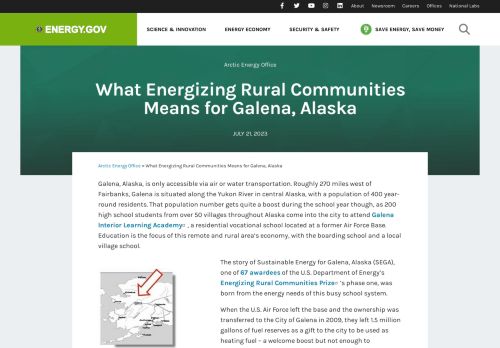 About Newsroom Careers Offices National Labs
ENERGY.GOV
SCIENCE & INNOVATION ENERGY ECONOMY SECURITY & SAFETY SAVE ENERGY, SAVE MONEY
Arctic Energy Office
What Energizing Rural Communities
Means for Galena, Alaska
JULY 21, 2023
Arctic Energy Office » What Energizing Rural Communities Means for Galena, Alaska
Galena, Alaska, is only accessible via air or water transportation. Roughly 270 miles west of
Fairbanks, Galena is situated along the Yukon River in central Alaska, with a population of 400 year-
round residents. That population number gets quite a boost during the school year though, as 200
high school students from over 50 villages throughout Alaska come into the city to attend Galena
Interior Learning Academy , a residential vocational school located at a former Air Force Base.
Education is the focus of this remote and rural area's economy, with the boarding school and a local
village school.
The story of Sustainable Energy for Galena, Alaska (SEGA),
one of 67 awardees of the U.S. Department of Energy's
Energizing Rural Communities Prize 's phase one, was
born from the energy needs of this busy school system.
When the U.S. Air Force left the base and the ownership was
transferred to the City of Galena in 2009, they left 1.5 million
gallons of fuel reserves as a gift to the city to be used as
heating fuel – a welcome boost but not enough to